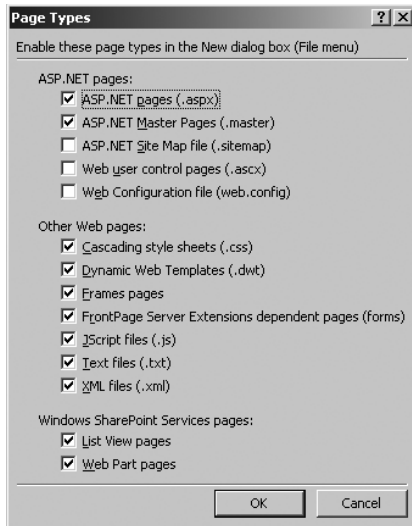 Page Types
Enable these page types in the New dialog box (File menu)
ASP.NET pages:
ASP.NET pages (.aspx)
ASP.NET Master Pages (.master)
ASP.NET Site Map file (.sitemap)
Web user control pages (.ascx)
Web Configuration file (web.config)
Other Web pages:
Cascading style sheets (.css)
Dynamic Web Templates (.dwt)
Frames pages
FrontPage Server Extensions dependent pages (forms)
JScript files (.js)
Text files (.txt)
XML files (.xml)
Windows SharePoint Services pages:
List View pages
Web Part pages
OK Cancel